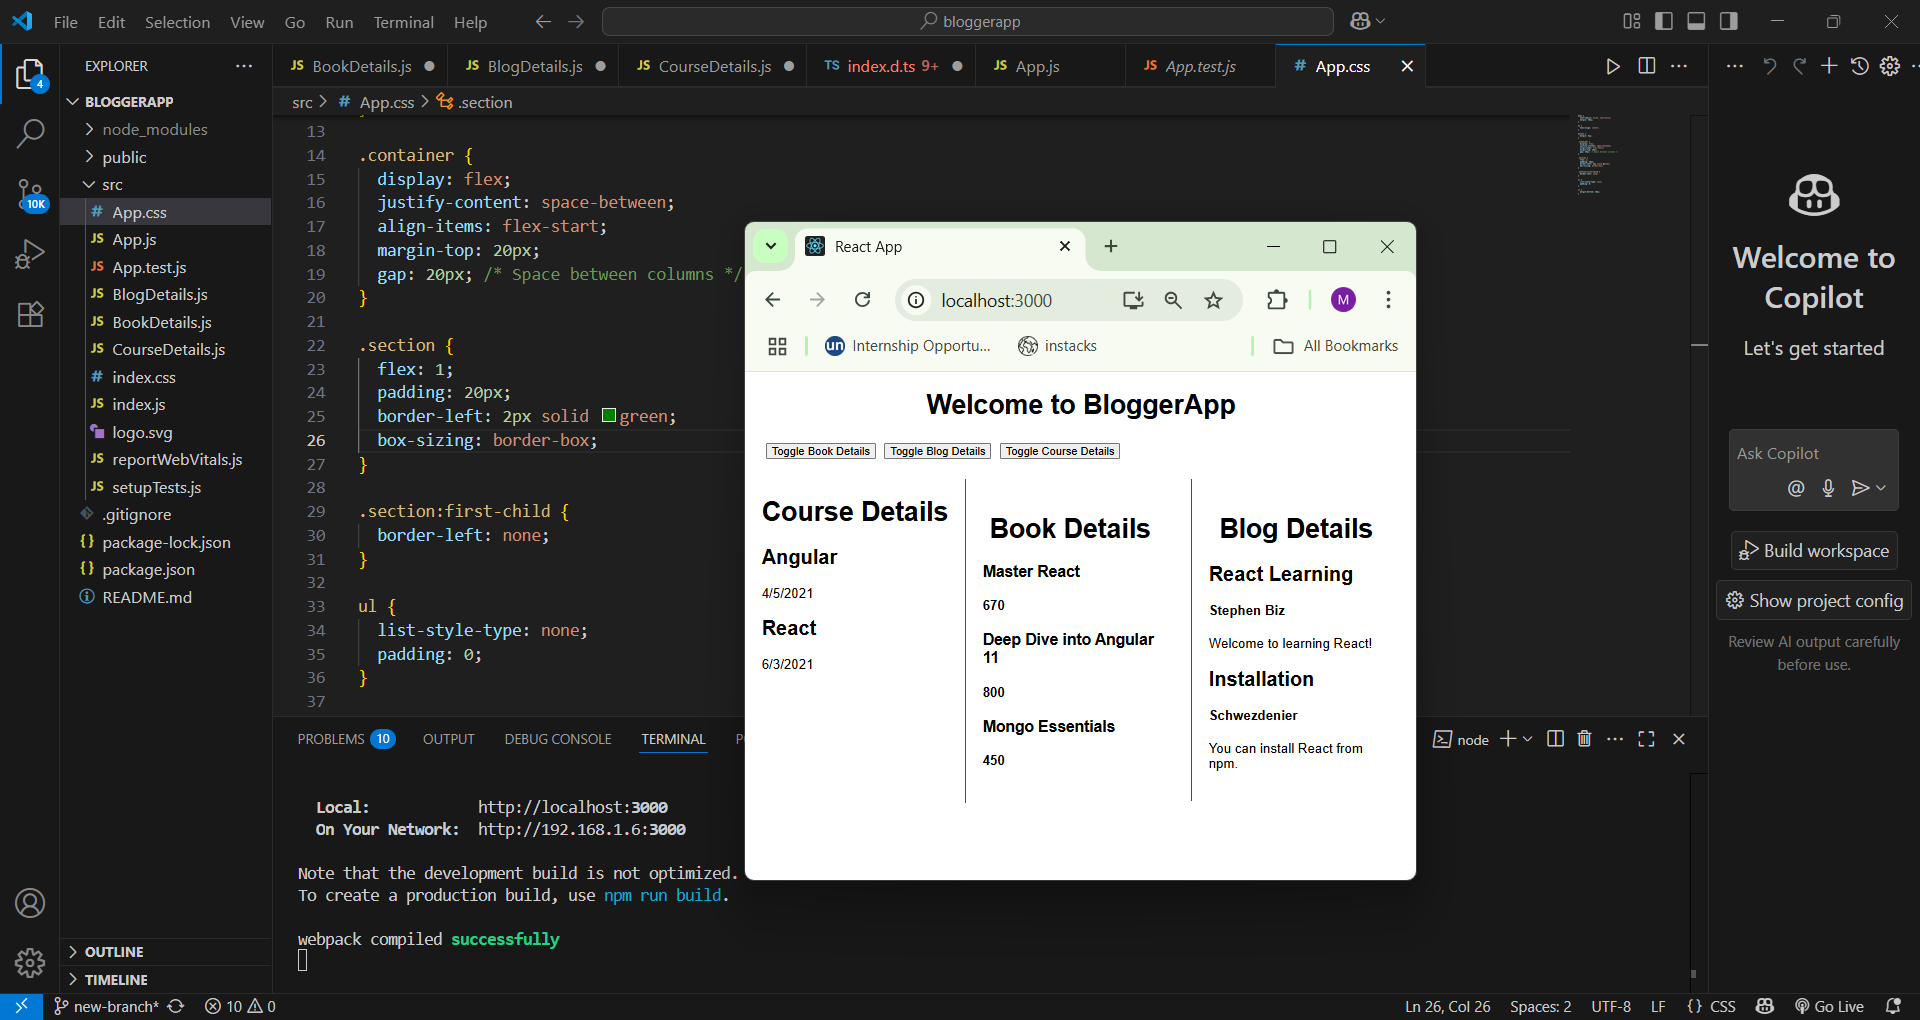 File Edit Selection View Go Run Terminal Help
bloggerapp
EXPLORER
BookDetails.js
BlogDetails.js
CourseDetails.js
TS index.d.ts 9+
JS App.js
JS App.test.js
# App.css
4
10K
BLOGGERAPP
node_modules
public
src
# App.css
JS App.js
JS App.test.js
JS BlogDetails.js
JS BookDetails.js
JS CourseDetails.js
# index.css
JS index.js
logo.svg
JS reportWebVitals.js
JS setupTests.js
.gitignore
{} package-lock.json
{} package.json
README.md
OUTLINE
TIMELINE
src > # App.css > .section
13
14 .container {
15 display: flex;
16 justify-content: space-between;
17 align-items: flex-start;
18 margin-top: 20px;
19 gap: 20px; /* Space between columns */
20 }
21
22 .section {
23 flex: 1;
24 padding: 20px;
25 border-left: 2px solid green;
26 box-sizing: border-box;
27 }
28
29 .section:first-child {
30 border-left: none;
31 }
32
33 ul {
34 list-style-type: none;
35 padding: 0;
36 }
37
React App
localhost:3000
M
un Internship Opportu...
instacks
All Bookmarks
Welcome to BloggerApp
Toggle Book Details Toggle Blog Details Toggle Course Details
Course Details
Angular
4/5/2021
React
6/3/2021
Book Details
Master React
670
Deep Dive into Angular
11
800
Mongo Essentials
450
Blog Details
React Learning
Stephen Biz
Welcome to learning React!
Installation
Schwezdenier
You can install React from
npm.
PROBLEMS 10 OUTPUT DEBUG CONSOLE TERMINAL
node
Local: http://localhost:3000
On Your Network: http://192.168.1.6:3000
Note that the development build is not optimized.
To create a production build, use npm run build.
webpack compiled successfully
Welcome to
Copilot
Let's get started
Ask Copilot
@
Build workspace
Show project config
Review AI output carefully
before use.
new-branch* 10 0
Ln 26, Col 26 Spaces: 2 UTF-8 LF {} CSS Go Live